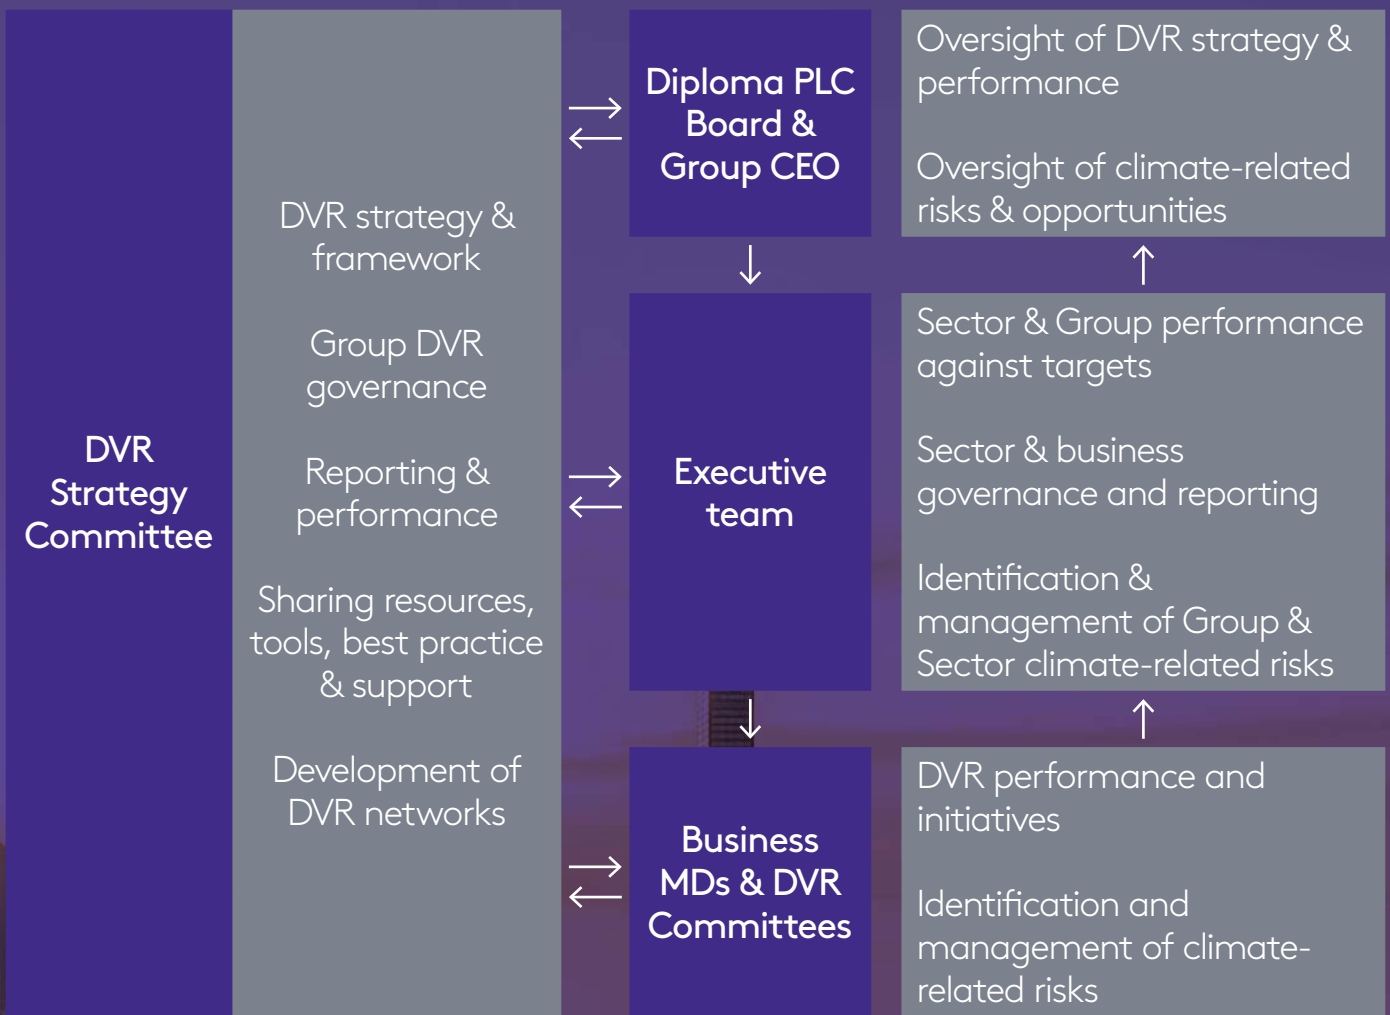 DVR
Strategy
Committee
DVR strategy &
framework
Group DVR
governance
Reporting &
performance
Sharing resources,
tools, best practice
& support
Development of
DVR networks
Diploma PLC
Board &
Group CEO
Oversight of DVR strategy &
performance
Oversight of climate-related
risks & opportunities
Executive
team
Sector & Group performance
against targets
Sector & business
governance and reporting
Identification &
management of Group &
Sector climate-related risks
Business
MDs & DVR
Committees
DVR performance and
initiatives
Identification and
management of climate-
related risks